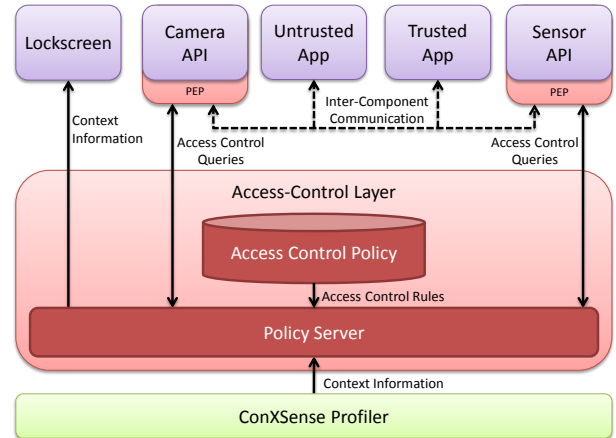 Lockscreen
Camera
API
Untrusted
App
Trusted
App
Sensor
API
PEP
PEP
Inter-Component
Communication
Context
Information
Access Control
Queries
Access Control
Queries
Access-Control Layer
Access Control Policy
Access Control Rules
Policy Server
Context Information
ConXSense Profiler